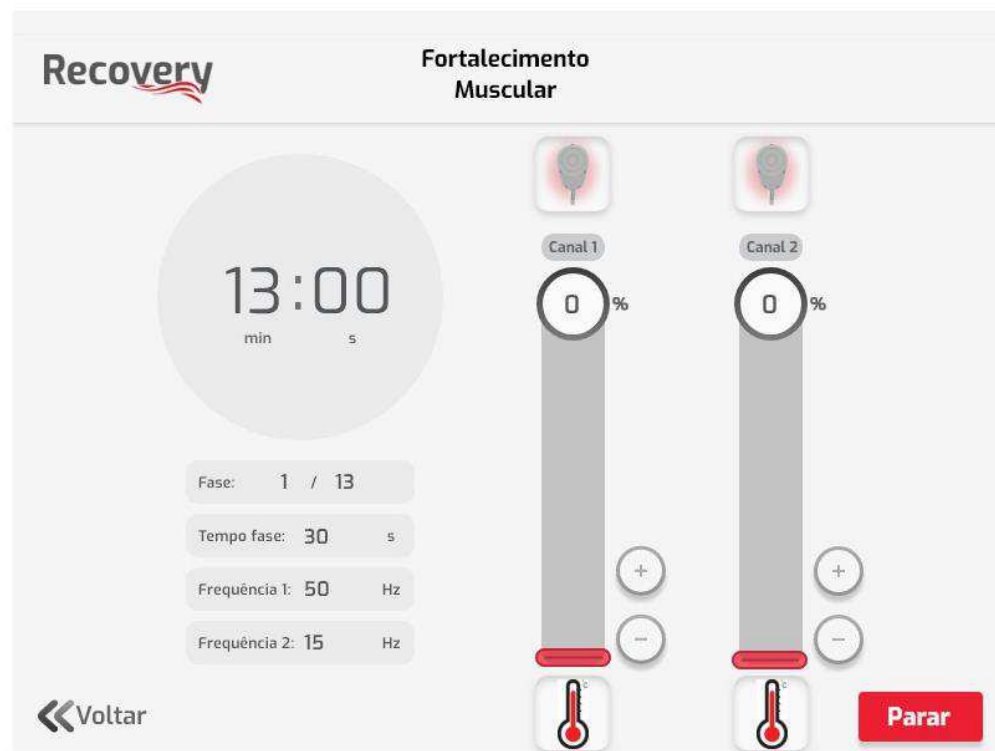 Recovery
Fortalecimento
Muscular
13:00
min s
Fase: 1 / 13
Tempo fase: 30 s
Frequência 1: 50 Hz
Frequência 2: 15 Hz
Canal 1
0 %
+
−
°C
Canal 2
0 %
+
−
°C
Voltar
Parar